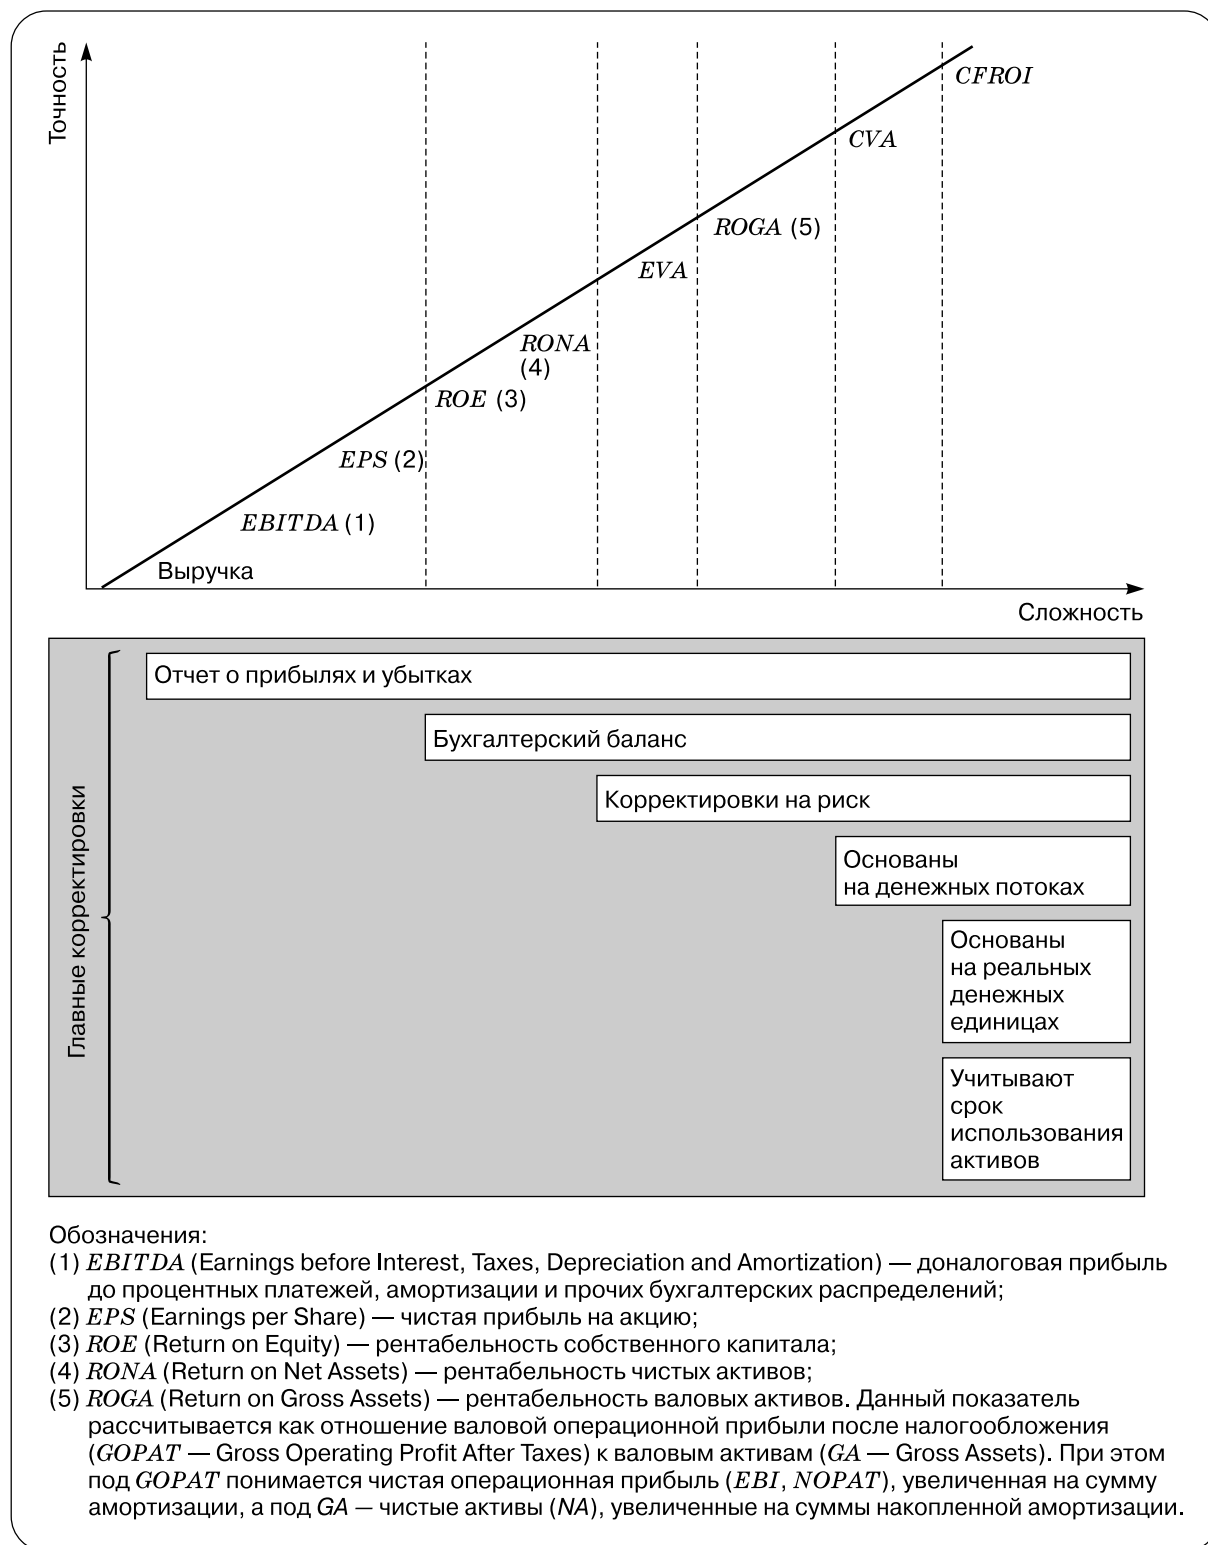 Точность
CFROI
CVA
ROGA (5)
EVA
RONA
(4)
ROE (3)
EPS (2)
EBITDA (1)
Выручка
Сложность
Главные корректировки
Отчет о прибылях и убытках
Бухгалтерский баланс
Корректировки на риск
Основаны
на денежных потоках
Основаны
на реальных
денежных
единицах
Учитывают
срок
использования
активов
Обозначения:
(1) EBITDA (Earnings before Interest, Taxes, Depreciation and Amortization) — доналоговая прибыль
до процентных платежей, амортизации и прочих бухгалтерских распределений;
(2) EPS (Earnings per Share) — чистая прибыль на акцию;
(3) ROE (Return on Equity) — рентабельность собственного капитала;
(4) RONA (Return on Net Assets) — рентабельность чистых активов;
(5) ROGA (Return on Gross Assets) — рентабельность валовых активов. Данный показатель
рассчитывается как отношение валовой операционной прибыли после налогообложения
(GOPAT — Gross Operating Profit After Taxes) к валовым активам (GA — Gross Assets). При этом
под GOPAT понимается чистая операционная прибыль (EBI, NOPAT), увеличенная на сумму
амортизации, а под GA — чистые активы (NA), увеличенные на суммы накопленной амортизации.